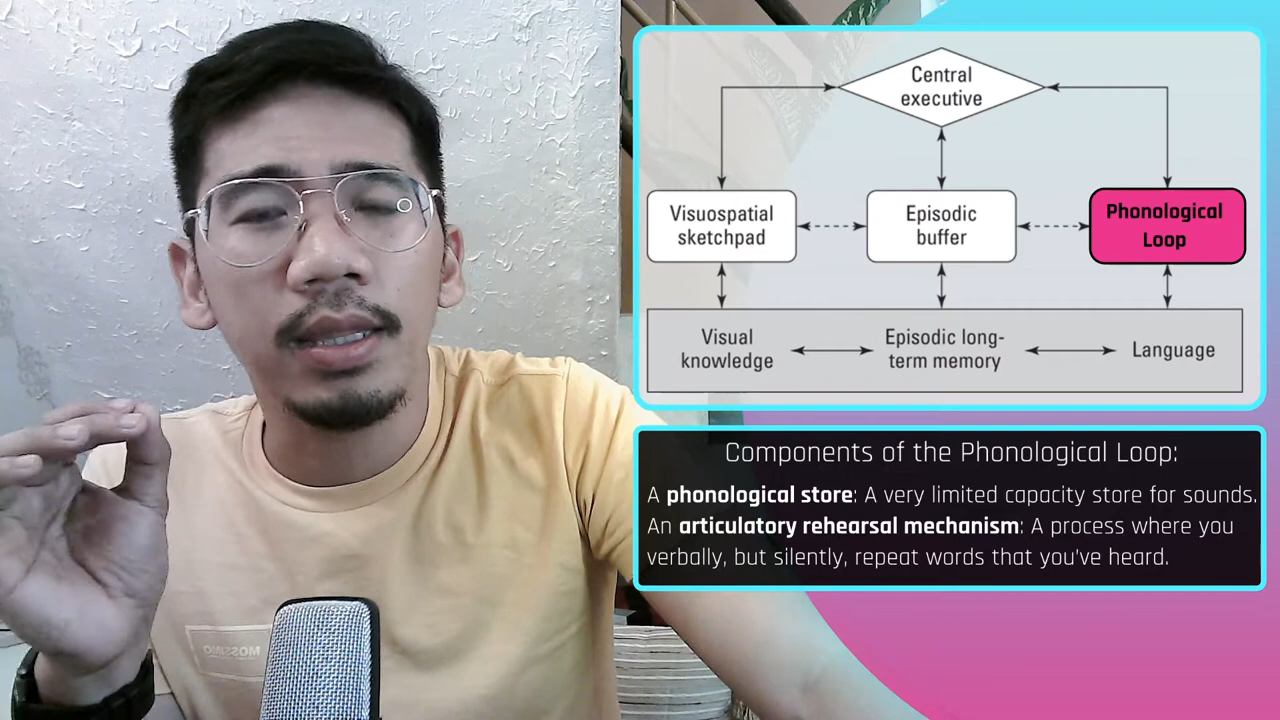 Central
executive
Visuospatial
sketchpad
Episodic
buffer
Phonological
Loop
Visual
knowledge
Episodic long-
term memory
Language
Components of the Phonological Loop:
A phonological store: A very limited capacity store for sounds.
An articulatory rehearsal mechanism: A process where you
verbally, but silently, repeat words that you've heard.
MOSSIMO